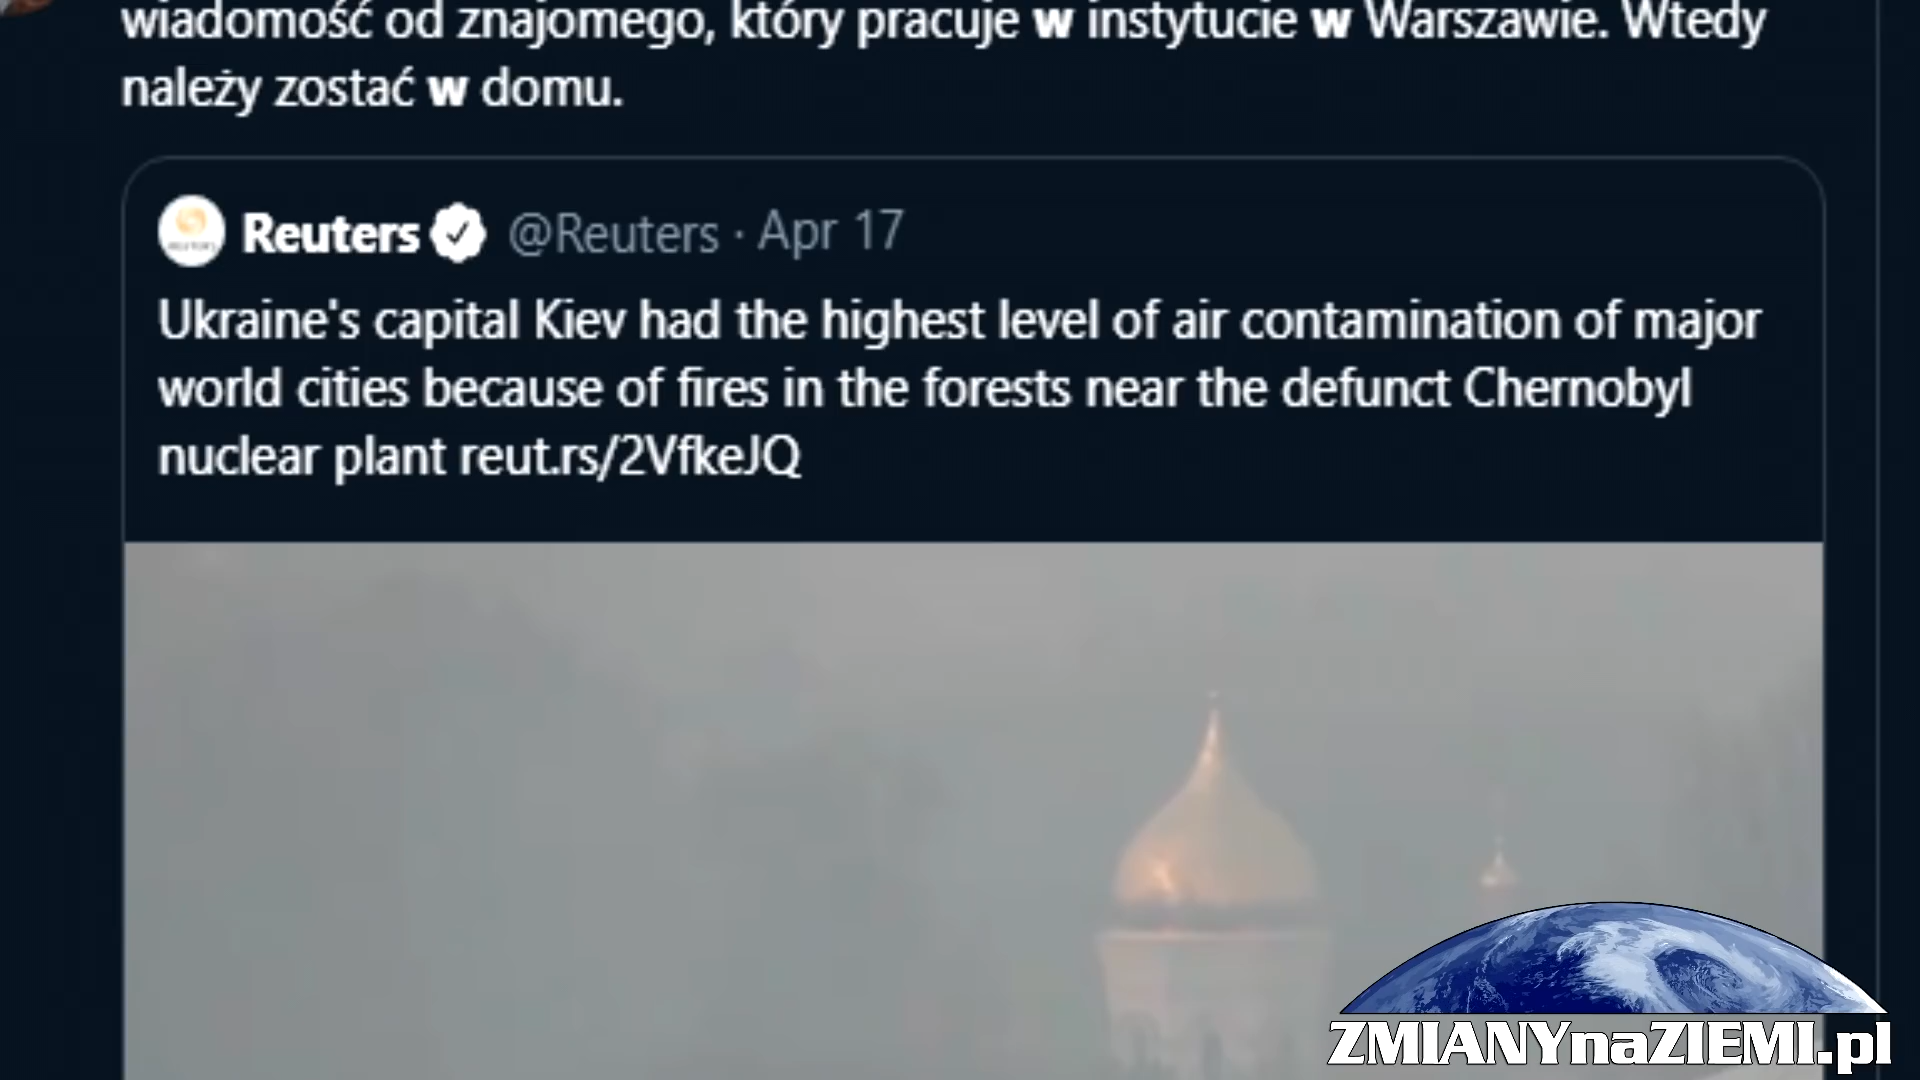 wiadomość od znajomego, który pracuje w instytucie w Warszawie. Wtedy
należy zostać w domu.
Reuters @Reuters · Apr 17
Ukraine's capital Kiev had the highest level of air contamination of major
world cities because of fires in the forests near the defunct Chernobyl
nuclear plant reut.rs/2VfkeJQ
ZMIANYnaZIEMI.pl